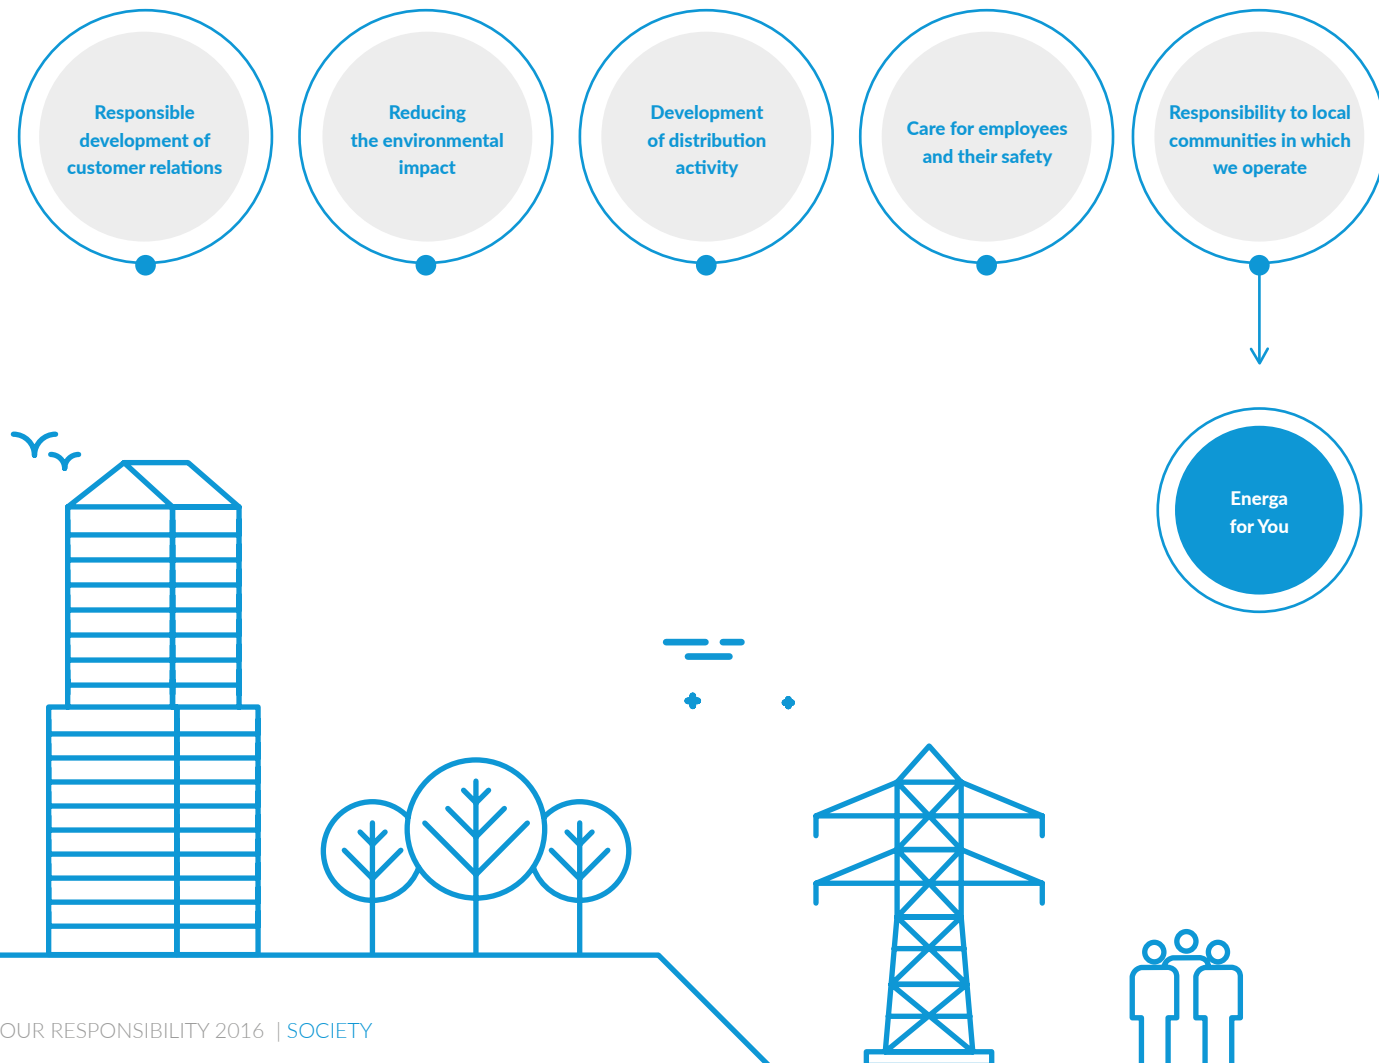 Responsible
development of
customer relations
Reducing
the environmental
impact
Development
of distribution
activity
Care for employees
and their safety
Responsibility to local
communities in which
we operate
Energa
for You
OUR RESPONSIBILITY 2016 | SOCIETY